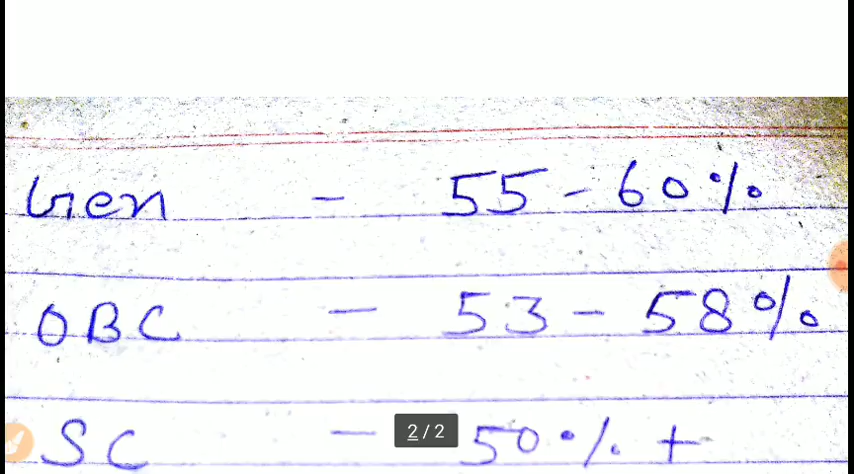 Gen - 55 - 60%
OBC - 53 - 58%
SC - 50% +
2 / 2